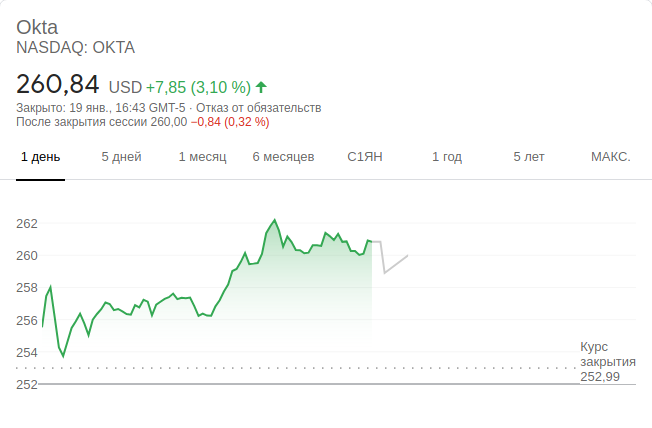 Okta
NASDAQ: OKTA
260,84 USD +7,85 (3,10 %)
Закрыто: 19 янв., 16:43 GMT-5 · Отказ от обязательств
После закрытия сессии 260,00 −0,84 (0,32 %)
1 день 5 дней 1 месяц 6 месяцев С1ЯН 1 год 5 лет МАКС.
262
260
258
256
254
Курс
закрытия
252,99
252